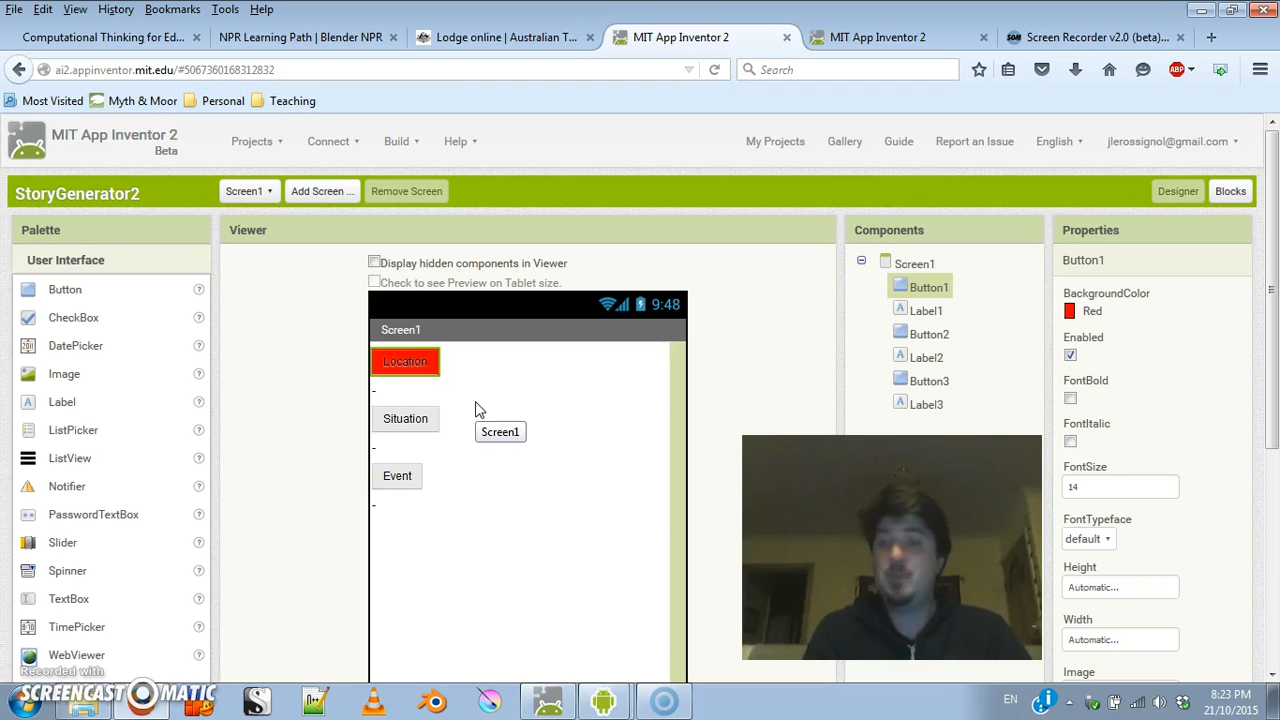 File Edit View History Bookmarks Tools Help
Computational Thinking for Ed... × NPR Learning Path | Blender NPR × Lodge online | Australian T... × MIT App Inventor 2 × MIT App Inventor 2 × Screen Recorder v2.0 (beta)... × +
ai2.appinventor.mit.edu/#5067360168312832 Search ABP
Most Visited Myth & Moor Personal Teaching
MIT App Inventor 2
Beta
Projects Connect Build Help My Projects Gallery Guide Report an Issue English jlerossignol@gmail.com
StoryGenerator2 Screen1 Add Screen ... Remove Screen Designer Blocks
Palette Viewer Components Properties
User Interface
Button ?
CheckBox ?
DatePicker ?
Image ?
Label ?
ListPicker ?
ListView ?
Notifier ?
PasswordTextBox ?
Slider ?
Spinner ?
TextBox ?
TimePicker ?
WebViewer ?
Display hidden components in Viewer
Check to see Preview on Tablet size.
9:48
Screen1
Location
-
Situation
-
Event
-
Screen1
Screen1
Button1
Label1
Button2
Label2
Button3
Label3
Button1
BackgroundColor
Red
Enabled
FontBold
FontItalic
FontSize
14
FontTypeface
default
Height
Automatic...
Width
Automatic...
Image
Recorded with
SCREENCAST-O-MATIC
EN
8:23 PM
21/10/2015